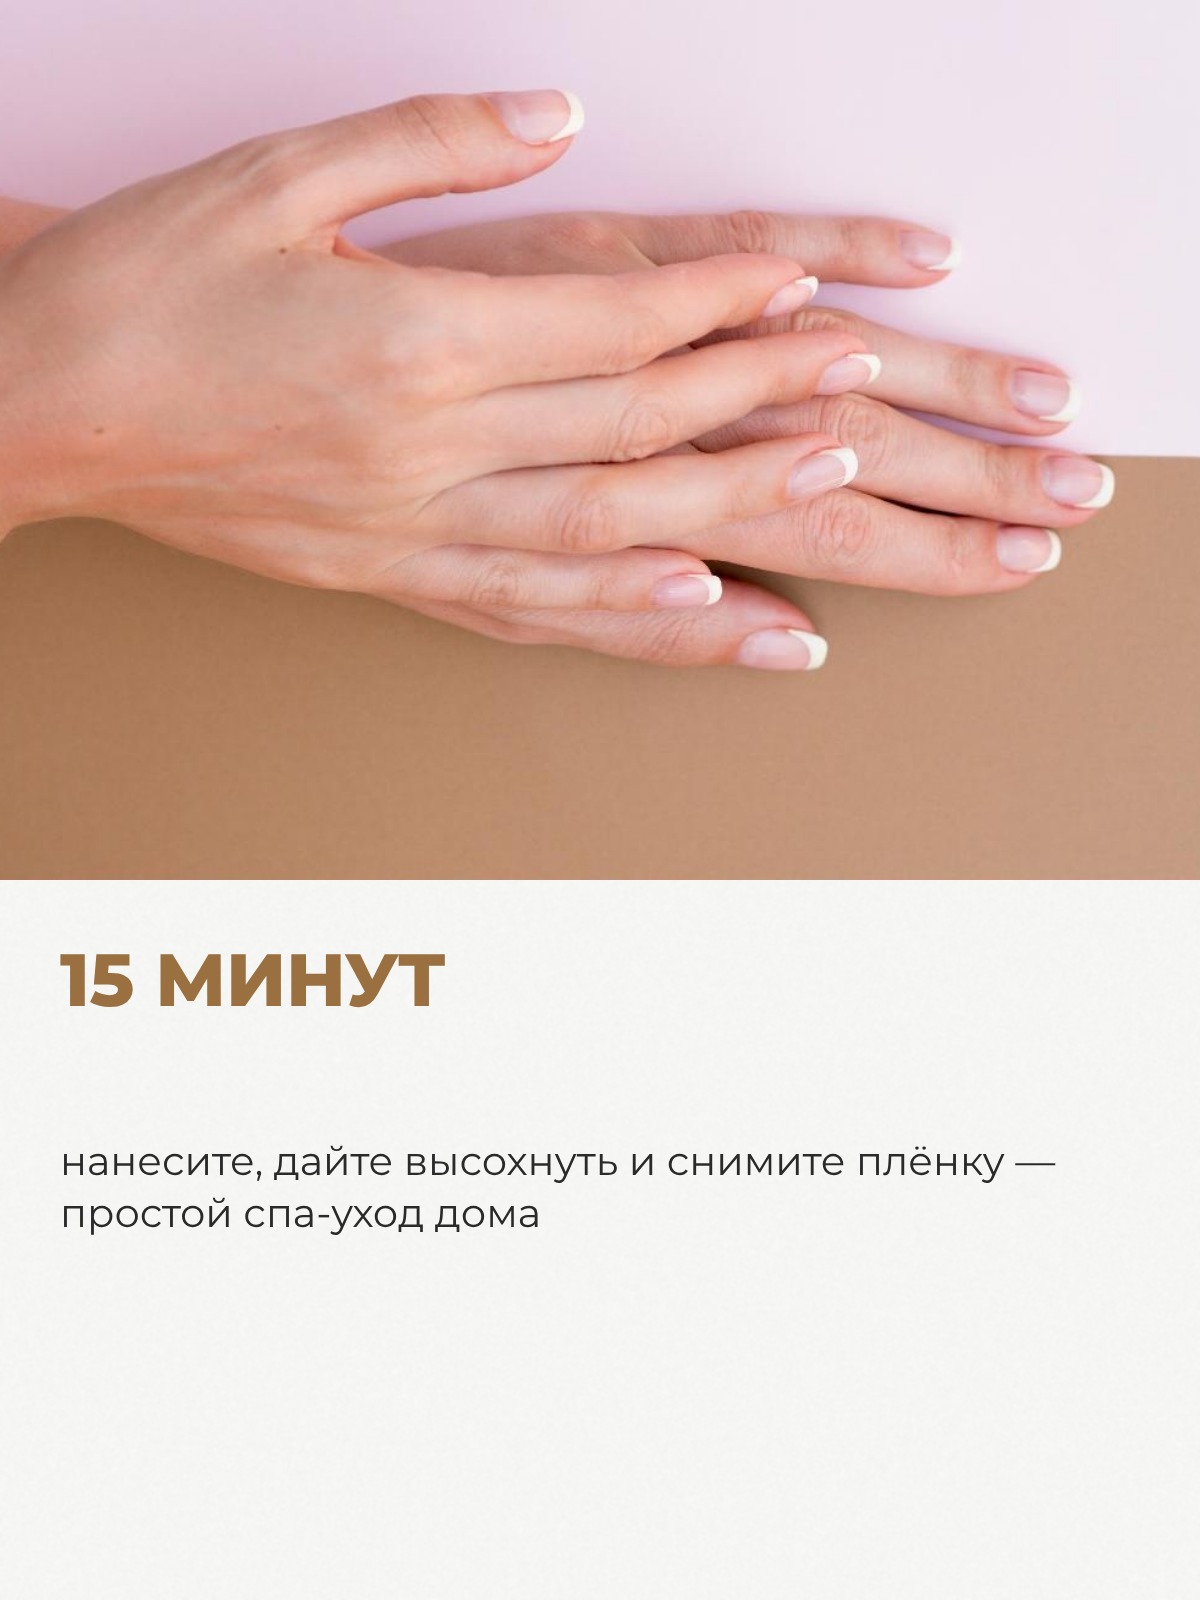 15 МИНУТ
нанесите, дайте высохнуть и снимите плёнку —
простой спа-уход дома